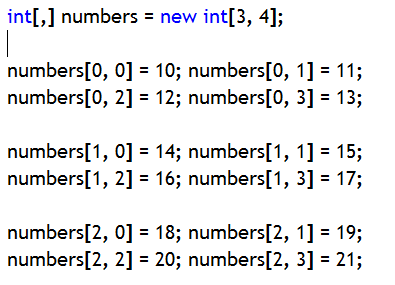 int[,] numbers = new int[3, 4];
numbers[0, 0] = 10; numbers[0, 1] = 11;
numbers[0, 2] = 12; numbers[0, 3] = 13;
numbers[1, 0] = 14; numbers[1, 1] = 15;
numbers[1, 2] = 16; numbers[1, 3] = 17;
numbers[2, 0] = 18; numbers[2, 1] = 19;
numbers[2, 2] = 20; numbers[2, 3] = 21;